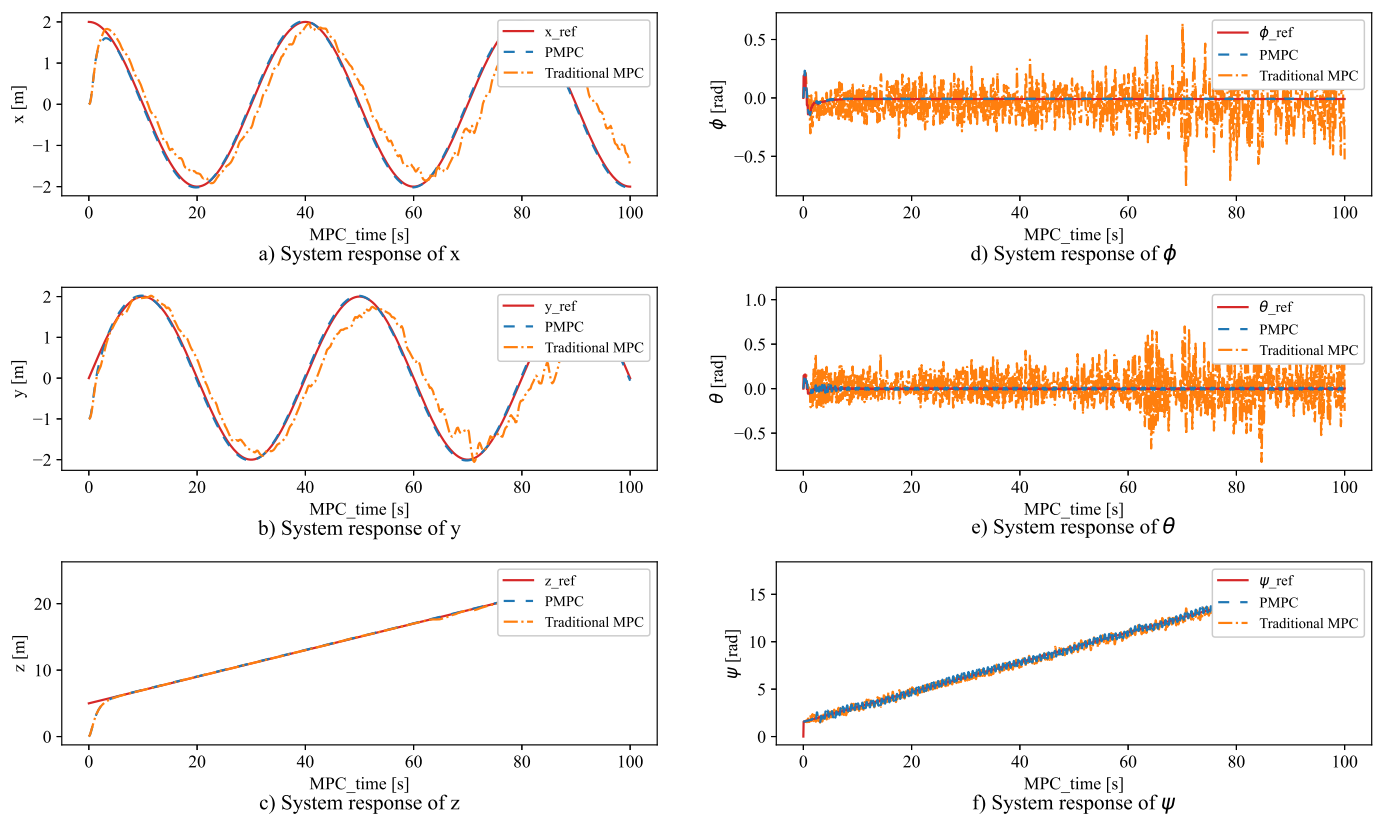 x_ref
PMPC
Traditional MPC
2
1
0
−1
−2
x [m]
0
20
40
60
80
100
MPC_time [s]
a) System response of x
ϕ_ref
PMPC
Traditional MPC
0.5
0.0
−0.5
ϕ [rad]
0
20
40
60
80
100
MPC_time [s]
d) System response of ϕ
y_ref
PMPC
Traditional MPC
2
1
0
−1
−2
y [m]
0
20
40
60
80
100
MPC_time [s]
b) System response of y
θ_ref
PMPC
Traditional MPC
1.0
0.5
0.0
−0.5
θ [rad]
0
20
40
60
80
100
MPC_time [s]
e) System response of θ
z_ref
PMPC
Traditional MPC
20
10
0
z [m]
0
20
40
60
80
100
MPC_time [s]
c) System response of z
ψ_ref
PMPC
Traditional MPC
15
10
5
0
ψ [rad]
0
20
40
60
80
100
MPC_time [s]
f) System response of ψ